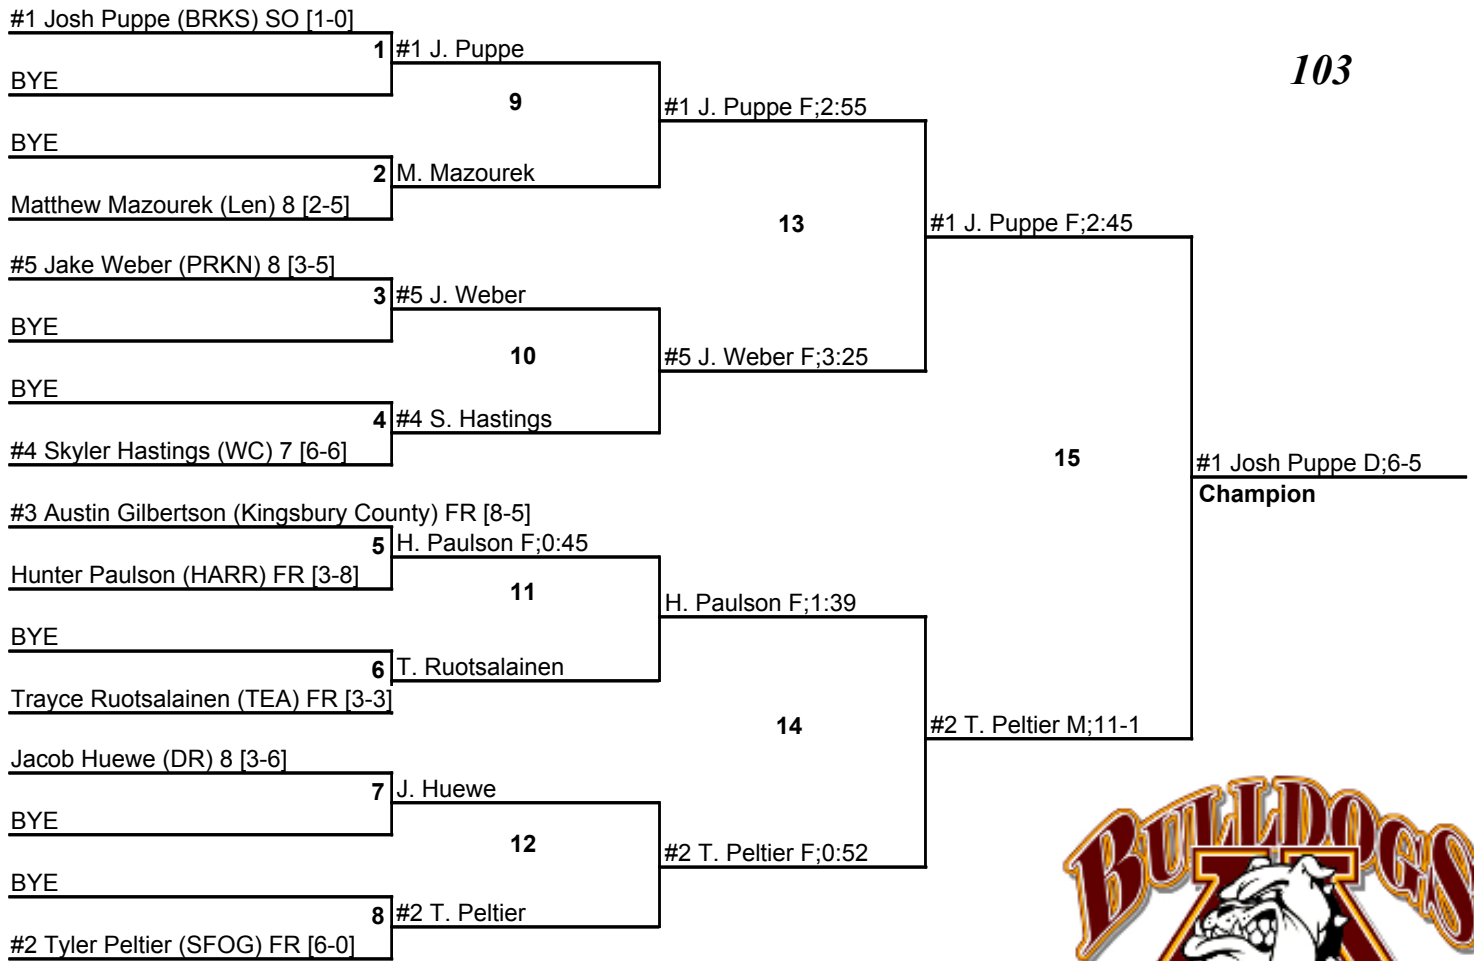 #1 Josh Puppe (BRKS) SO [1-0]
1 #1 J. Puppe
BYE
103
9
#1 J. Puppe F;2:55
BYE
2 M. Mazourek
Matthew Mazourek (Len) 8 [2-5]
13
#1 J. Puppe F;2:45
#5 Jake Weber (PRKN) 8 [3-5]
3 #5 J. Weber
BYE
10
#5 J. Weber F;3:25
BYE
4 #4 S. Hastings
#4 Skyler Hastings (WC) 7 [6-6]
15
#1 Josh Puppe D;6-5
Champion
#3 Austin Gilbertson (Kingsbury County) FR [8-5]
5 H. Paulson F;0:45
Hunter Paulson (HARR) FR [3-8]
11
H. Paulson F;1:39
BYE
6 T. Ruotsalainen
Trayce Ruotsalainen (TEA) FR [3-3]
14
#2 T. Peltier M;11-1
Jacob Huewe (DR) 8 [3-6]
7 J. Huewe
BYE
12
#2 T. Peltier F;0:52
BYE
8 #2 T. Peltier
#2 Tyler Peltier (SFOG) FR [6-0]
BULLDOGS